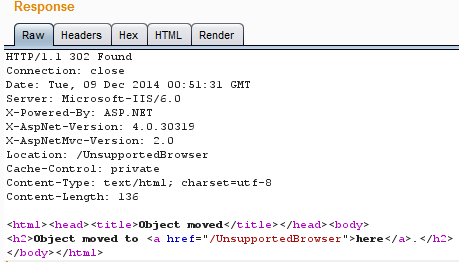 Response
Raw Headers Hex HTML Render
HTTP/1.1 302 Found
Connection: close
Date: Tue, 09 Dec 2014 00:51:31 GMT
Server: Microsoft-IIS/6.0
X-Powered-By: ASP.NET
X-AspNet-Version: 4.0.30319
X-AspNetMvc-Version: 2.0
Location: /UnsupportedBrowser
Cache-Control: private
Content-Type: text/html; charset=utf-8
Content-Length: 136

<html><head><title>Object moved</title></head><body>
<h2>Object moved to <a href="/UnsupportedBrowser">here</a>.</h2>
</body></html>